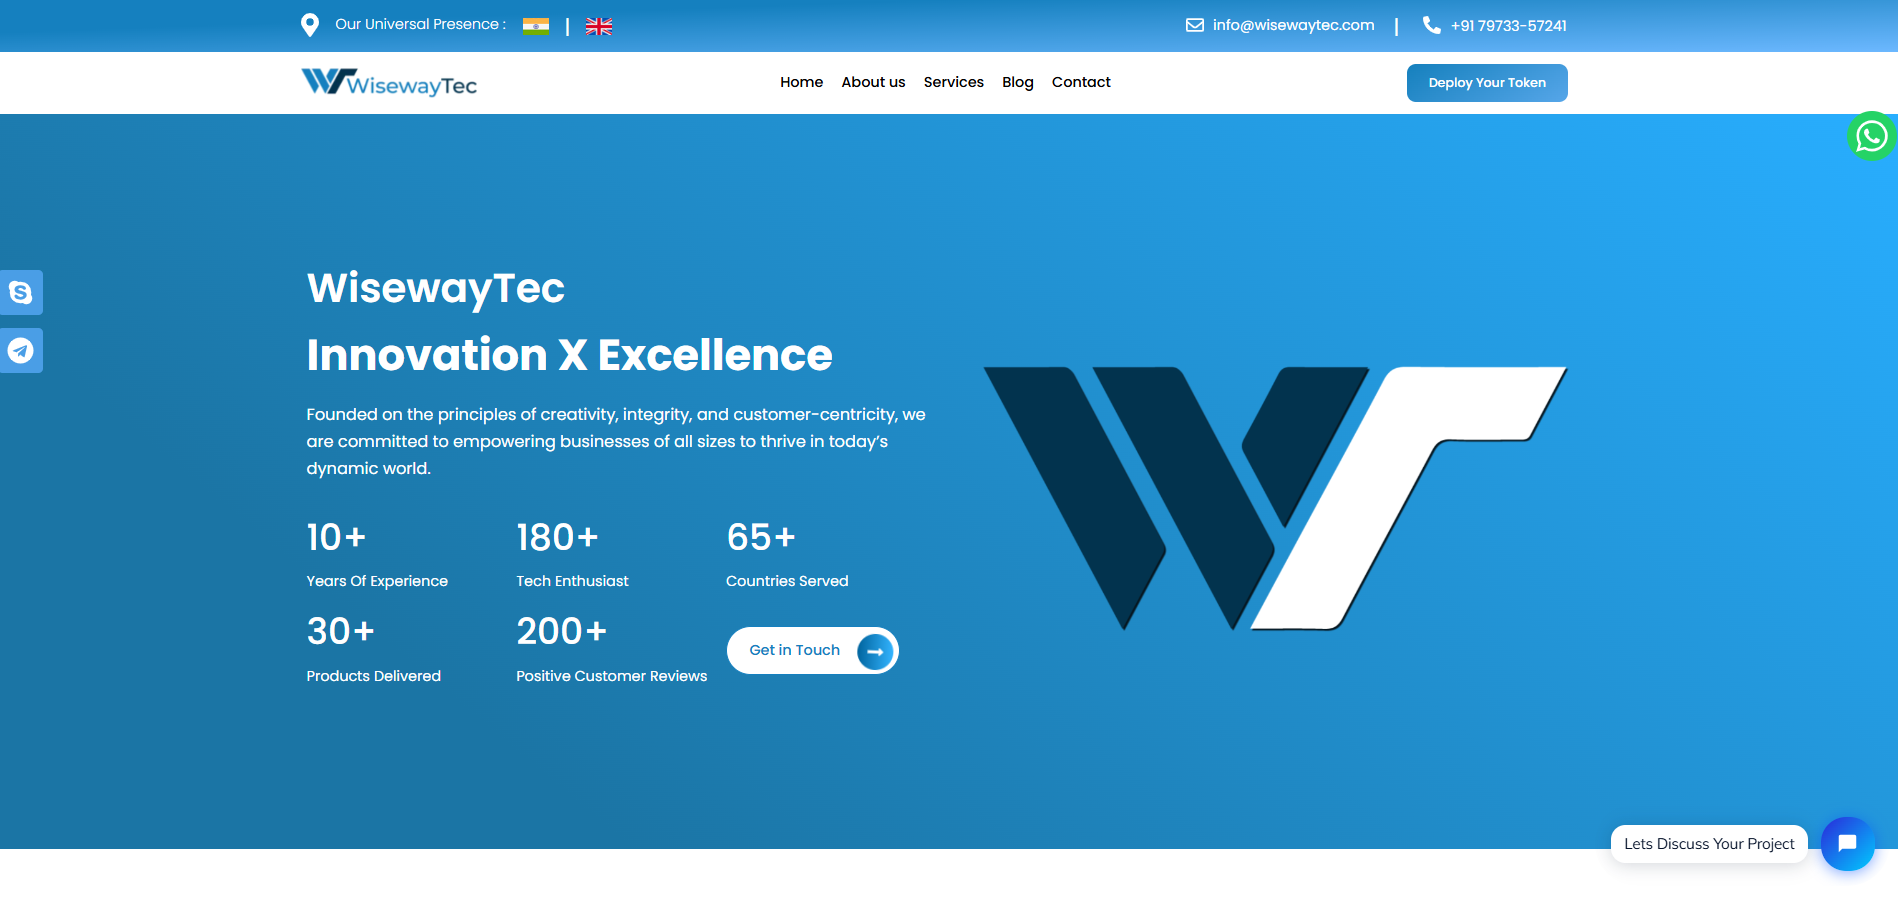 Our Universal Presence :
|
info@wisewaytec.com
|
+91 79733-57241
WisewayTec
Home
About us
Services
Blog
Contact
Deploy Your Token
WisewayTec
Innovation X Excellence
Founded on the principles of creativity, integrity, and customer-centricity, we
are committed to empowering businesses of all sizes to thrive in today’s
dynamic world.
10+
Years Of Experience
180+
Tech Enthusiast
65+
Countries Served
30+
Products Delivered
200+
Positive Customer Reviews
Get in Touch
Lets Discuss Your Project